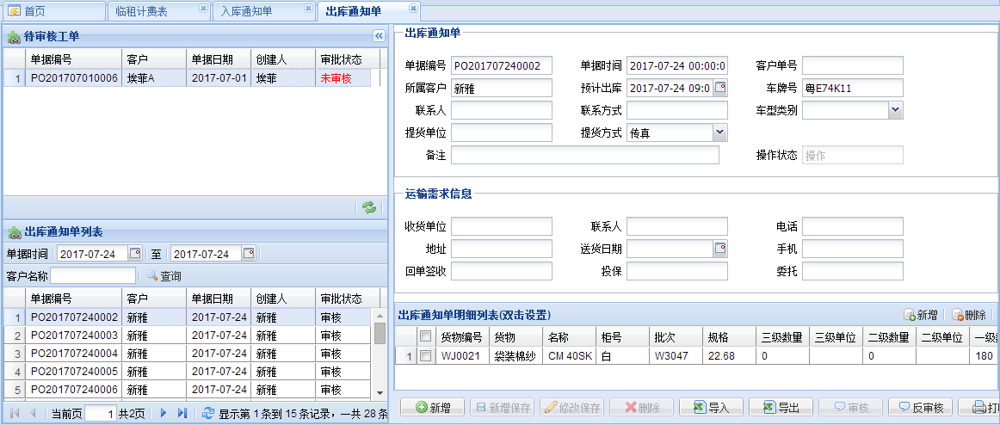 首页 临租计费表 入库通知单 出库通知单
待审核工单
单据编号 客户 单据日期 创建人 审批状态
1 PO201707010006 埃菲A 2017-07-01 埃菲 未审核
出库通知单列表
单据时间 2017-07-24 至 2017-07-24
客户名称 查询
单据编号 客户 单据日期 创建人 审批状态
1 PO201707240002 新雅 2017-07-24 新雅 审核
2 PO201707240003 新雅 2017-07-24 新雅 审核
3 PO201707240004 新雅 2017-07-24 新雅 审核
4 PO201707240005 新雅 2017-07-24 新雅 审核
5 PO201707240006 新雅 2017-07-24 新雅 审核
当前页 1 共2页 显示第 1 条到 15 条记录，一共 28 条
出库通知单
单据编号 PO201707240002 单据时间 2017-07-24 00:00:0 客户单号
所属客户 新雅 预计出库 2017-07-24 09:0 车牌号 粤E74K11
联系人 联系方式 车型类别
提货单位 提货方式 传真
备注 操作状态 操作
运输需求信息
收货单位 联系人 电话
地址 送货日期 手机
回单签收 投保 委托
出库通知单明细列表(双击设置) 新增 删除
货物编号 货物 名称 柜号 批次 规格 三级数量 三级单位 二级数量 二级单位 一级
1 WJ0021 袋装棉纱 CM 40SK 白 W3047 22.68 0 0 180
新增 新增保存 修改保存 删除 导入 导出 审核 反审核 打